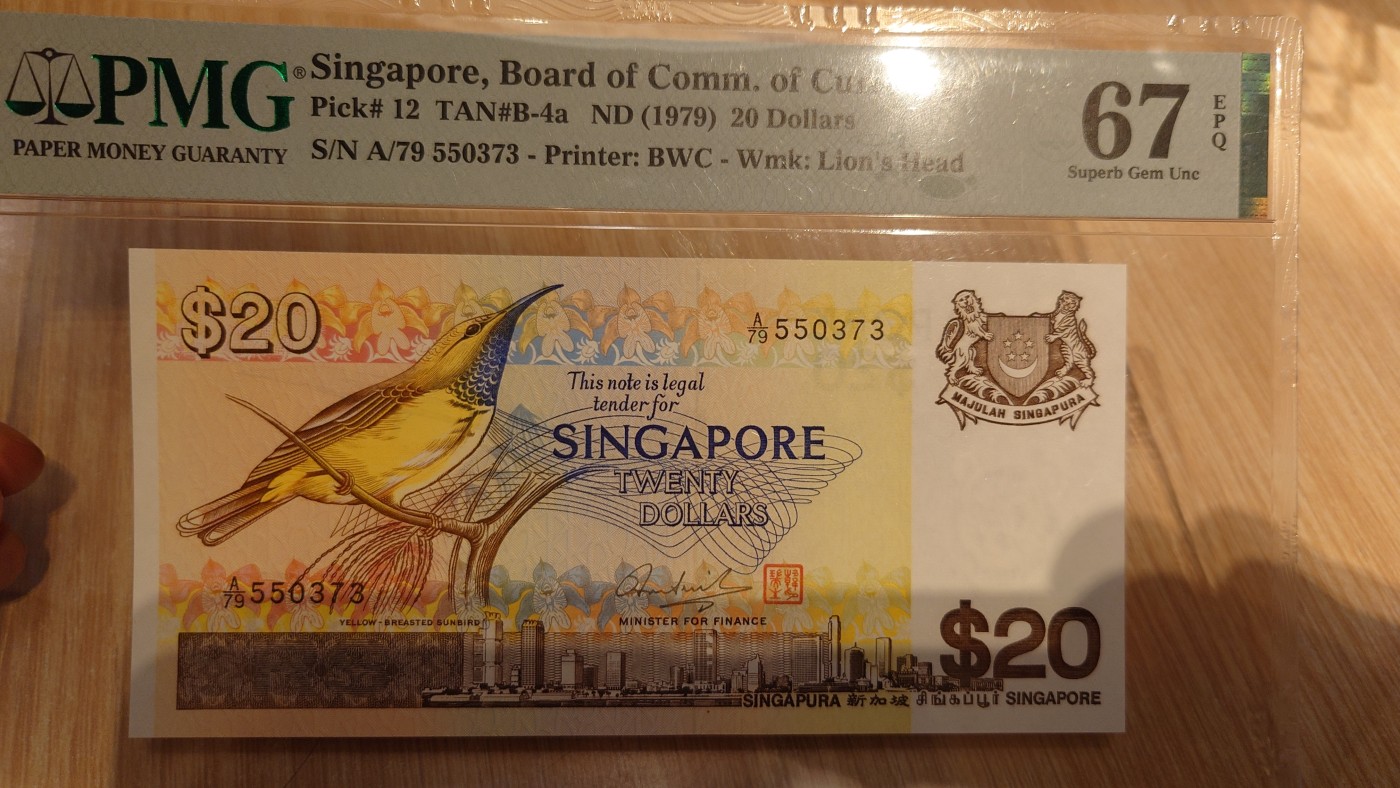 PMG®
PAPER MONEY GUARANTY
Singapore, Board of Comm. of
Pick# 12 TAN#B-4a ND (1979) 20 Dollars
S/N A/79 550373 - Printer: BWC - Wmk: Lion's Head
67
EPQ
Superb Gem Unc
$20
A/79 550373
This note is legal
tender for
SINGAPORE
TWENTY
DOLLARS
MAJULAH SINGAPURA
A/79 550373
YELLOW-BREASTED SUNBIRD
MINISTER FOR FINANCE
$20
SINGAPURA 新加坡 சிங்கப்பூர் SINGAPORE